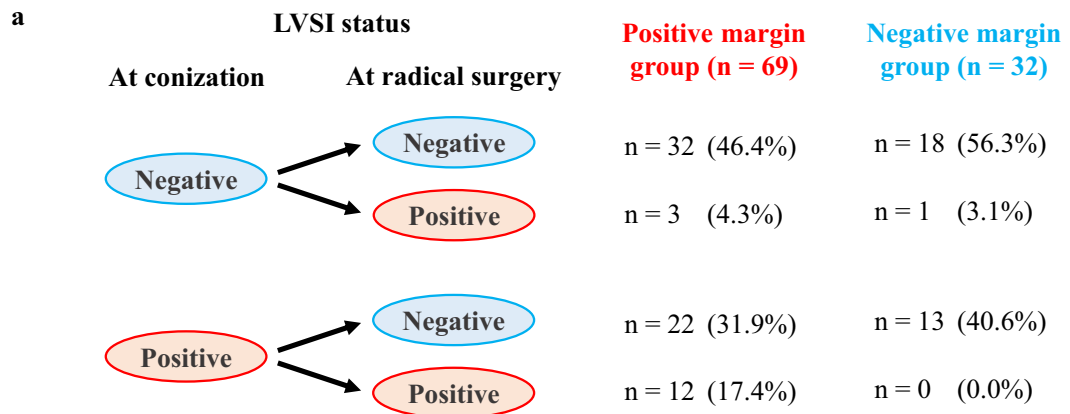 a
LVSI status
At conization
At radical surgery
Positive margin
group (n = 69)
Negative margin
group (n = 32)
Negative
Negative
n = 32 (46.4%)
n = 18 (56.3%)
Positive
n = 3 (4.3%)
n = 1 (3.1%)
Positive
Negative
n = 22 (31.9%)
n = 13 (40.6%)
Positive
n = 12 (17.4%)
n = 0 (0.0%)